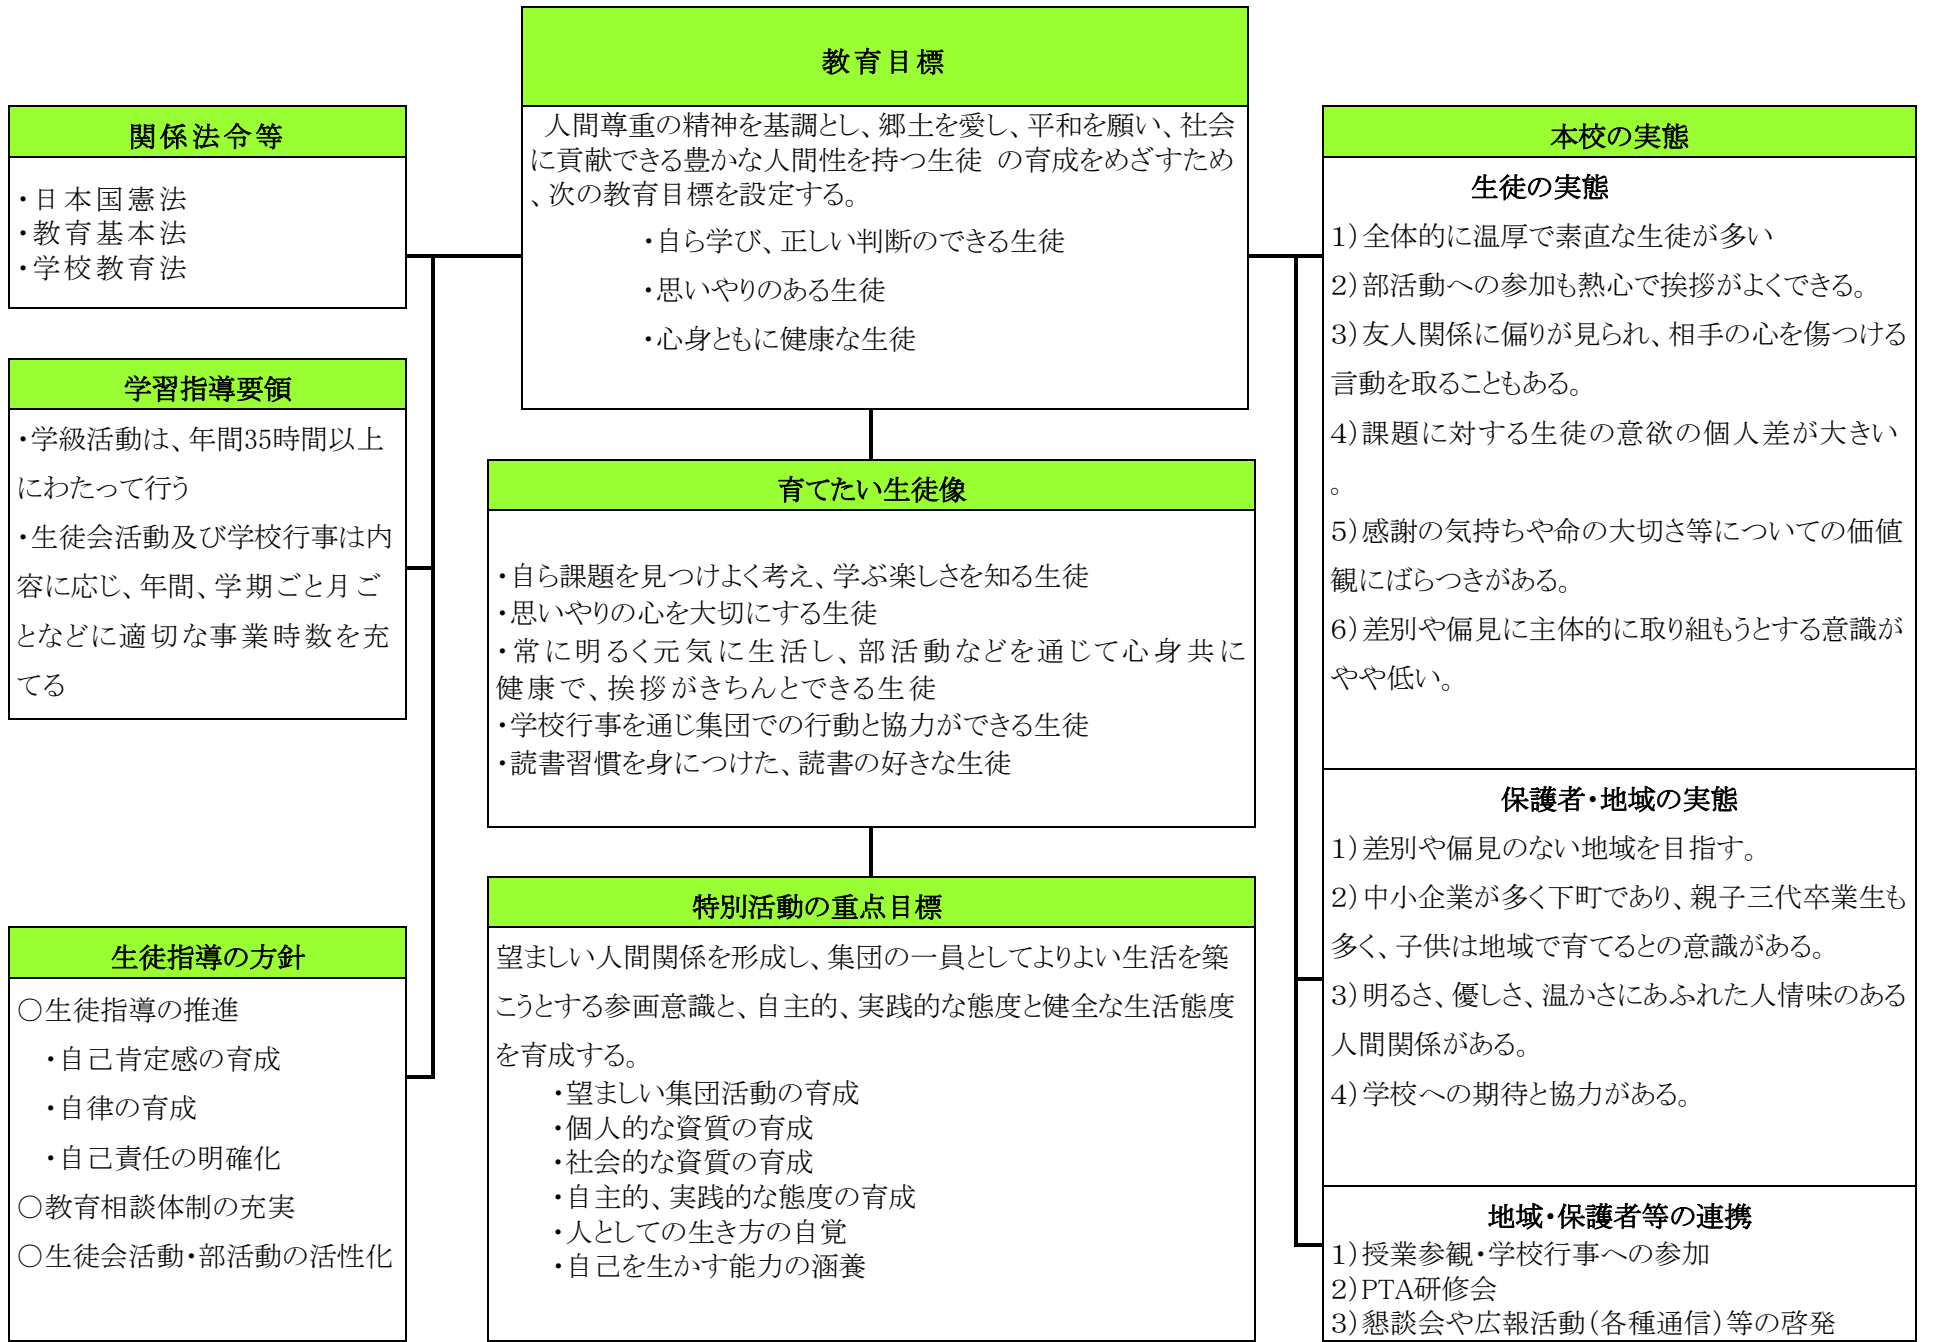 教育目標
人間尊重の精神を基調とし、郷土を愛し、平和を願い、社会
に貢献できる豊かな人間性を持つ生徒 の育成をめざすため
、次の教育目標を設定する。
・自ら学び、正しい判断のできる生徒
・思いやりのある生徒
・心身ともに健康な生徒
関係法令等
・日本国憲法
・教育基本法
・学校教育法
学習指導要領
・学級活動は、年間35時間以上
にわたって行う
・生徒会活動及び学校行事は内
容に応じ、年間、学期ごと月ご
となどに適切な事業時数を充
てる
生徒指導の方針
○生徒指導の推進
・自己肯定感の育成
・自律の育成
・自己責任の明確化
○教育相談体制の充実
○生徒会活動・部活動の活性化
育てたい生徒像
・自ら課題を見つけよく考え、学ぶ楽しさを知る生徒
・思いやりの心を大切にする生徒
・常に明るく元気に生活し、部活動などを通じて心身共に
健康で、挨拶がきちんとできる生徒
・学校行事を通じ集団での行動と協力ができる生徒
・読書習慣を身につけた、読書の好きな生徒
特別活動の重点目標
望ましい人間関係を形成し、集団の一員としてよりよい生活を築
こうとする参画意識と、自主的、実践的な態度と健全な生活態度
を育成する。
・望ましい集団活動の育成
・個人的な資質の育成
・社会的な資質の育成
・自主的、実践的な態度の育成
・人としての生き方の自覚
・自己を生かす能力の涵養
本校の実態
生徒の実態
1）全体的に温厚で素直な生徒が多い
2）部活動への参加も熱心で挨拶がよくできる。
3）友人関係に偏りが見られ、相手の心を傷つける
言動を取ることもある。
4）課題に対する生徒の意欲の個人差が大きい
。
5）感謝の気持ちや命の大切さ等についての価値
観にばらつきがある。
6）差別や偏見に主体的に取り組もうとする意識が
やや低い。
保護者・地域の実態
1）差別や偏見のない地域を目指す。
2）中小企業が多く下町であり、親子三代卒業生も
多く、子供は地域で育てるとの意識がある。
3）明るさ、優しさ、温かさにあふれた人情味のある
人間関係がある。
4）学校への期待と協力がある。
地域・保護者等の連携
1）授業参観・学校行事への参加
2）PTA研修会
3）懇談会や広報活動（各種通信）等の啓発